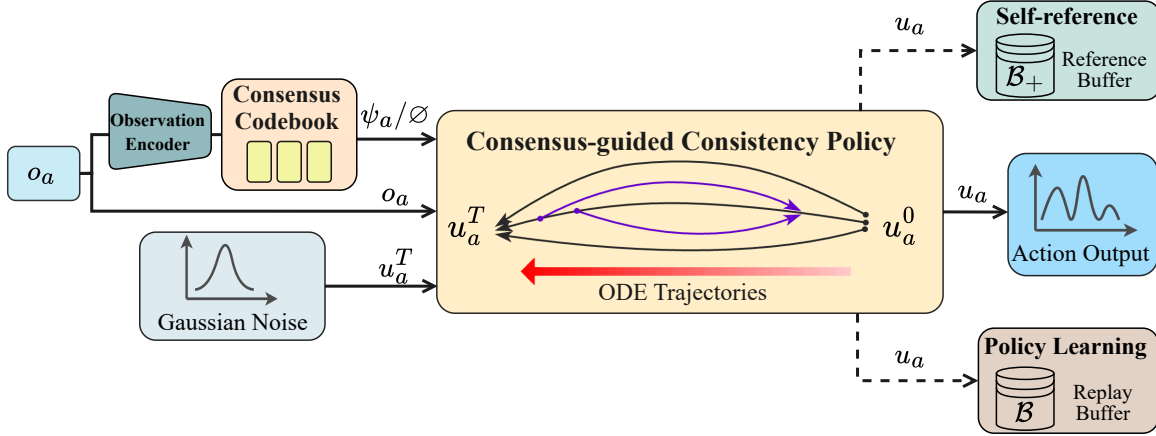 o_a
Observation
Encoder
Consensus
Codebook
ψ_a/∅
o_a
Gaussian Noise
u_a^T
Consensus-guided Consistency Policy
u_a^T
u_a^0
ODE Trajectories
u_a
Self-reference
B_+
Reference
Buffer
u_a
Action Output
u_a
Policy Learning
B
Replay
Buffer